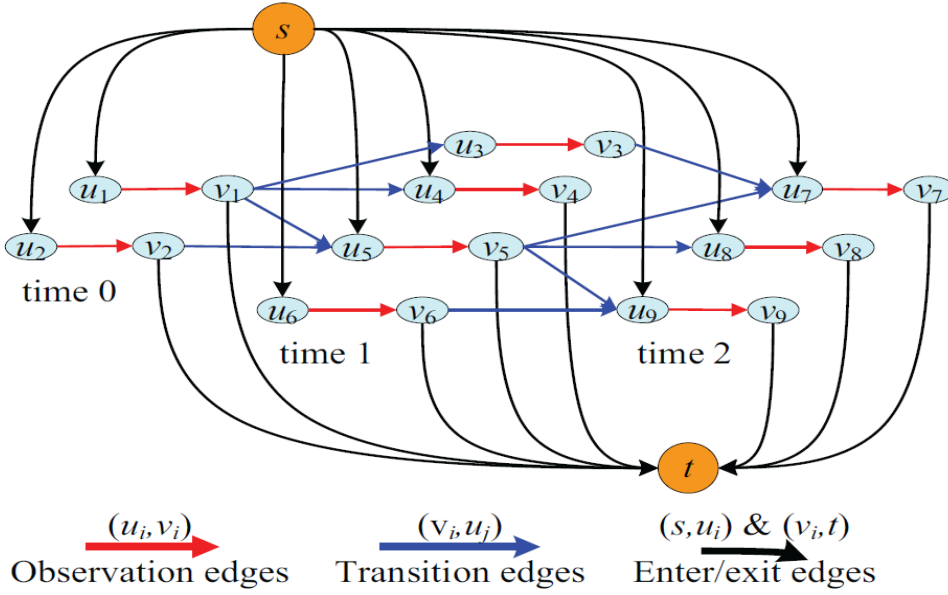 s
u₃ v₃
u₁ v₁ u₄ v₄ u₇ v₇
u₂ v₂ u₅ v₅ u₈ v₈
time 0
u₆ v₆ u₉ v₉
time 1 time 2
t
(uᵢ,vᵢ) (vᵢ,uⱼ) (s,uᵢ) & (vᵢ,t)
Observation edges Transition edges Enter/exit edges